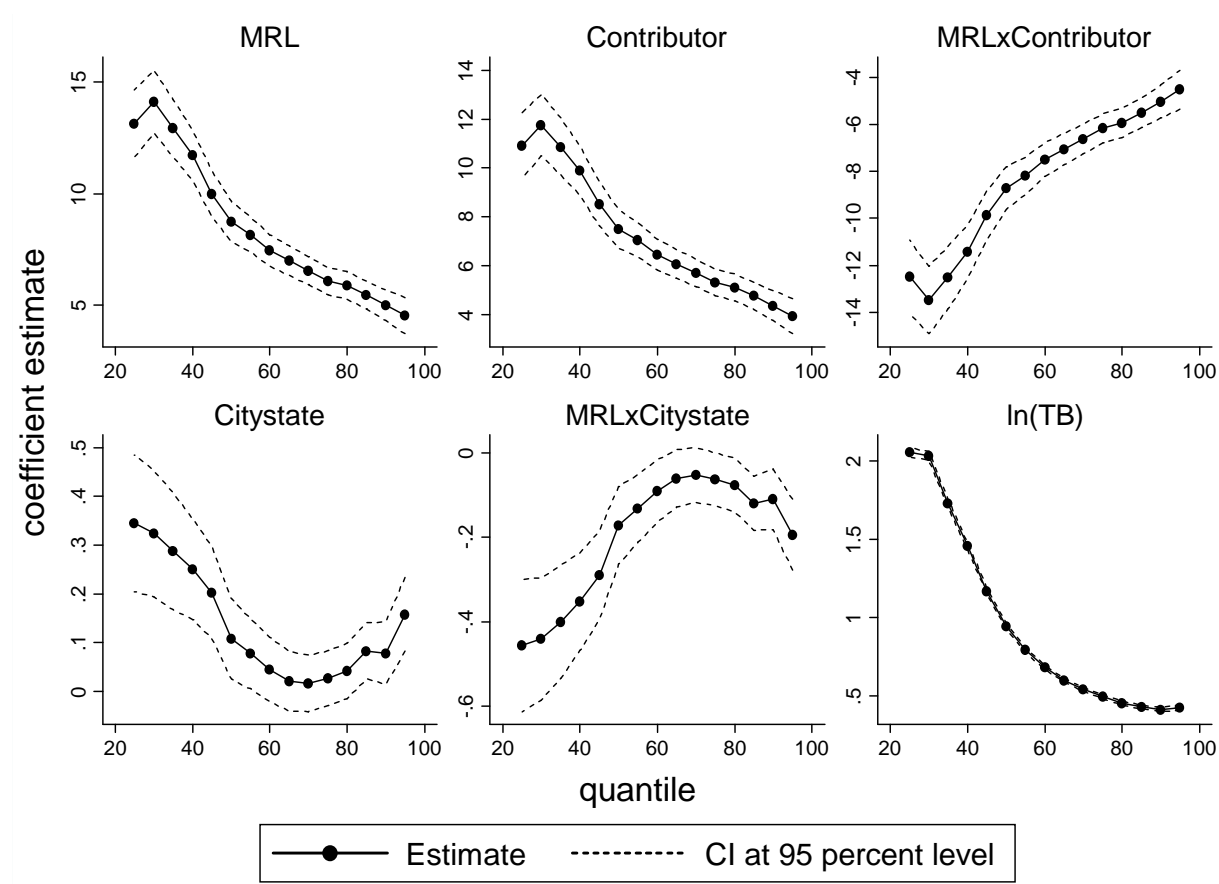 MRL
Contributor
MRLxContributor
15
10
5
20 40 60 80 100
14
12
10
8
6
4
20 40 60 80 100
-4
-6
-8
-10
-12
-14
20 40 60 80 100
Citystate
MRLxCitystate
ln(TB)
.5
.4
.3
.2
.1
0
20 40 60 80 100
0
-.2
-.4
-.6
20 40 60 80 100
2
1.5
1
.5
20 40 60 80 100
coefficient estimate
quantile
Estimate CI at 95 percent level